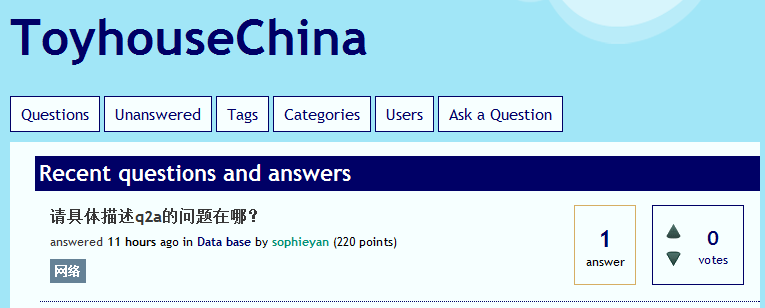 ToyhouseChina
Questions Unanswered Tags Categories Users Ask a Question
Recent questions and answers
请具体描述q2a的问题在哪?
answered 11 hours ago in Data base by sophieyan (220 points)
网络
1
answer
0
votes